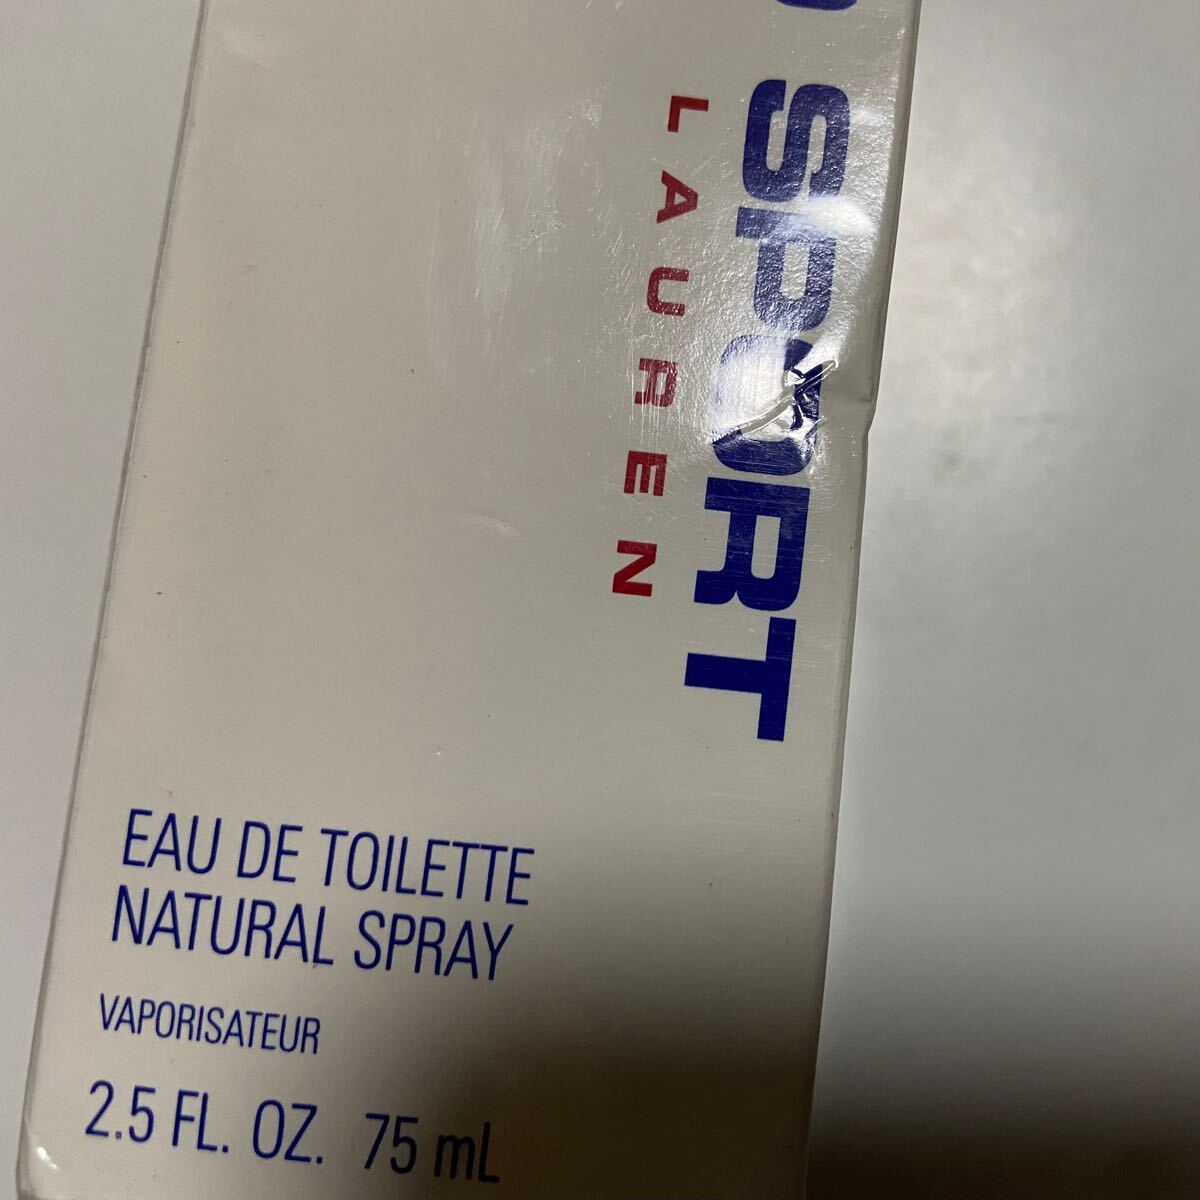 SPORT
LAUREN
EAU DE TOILETTE
NATURAL SPRAY
VAPORISATEUR
2.5 FL. OZ. 75 mL